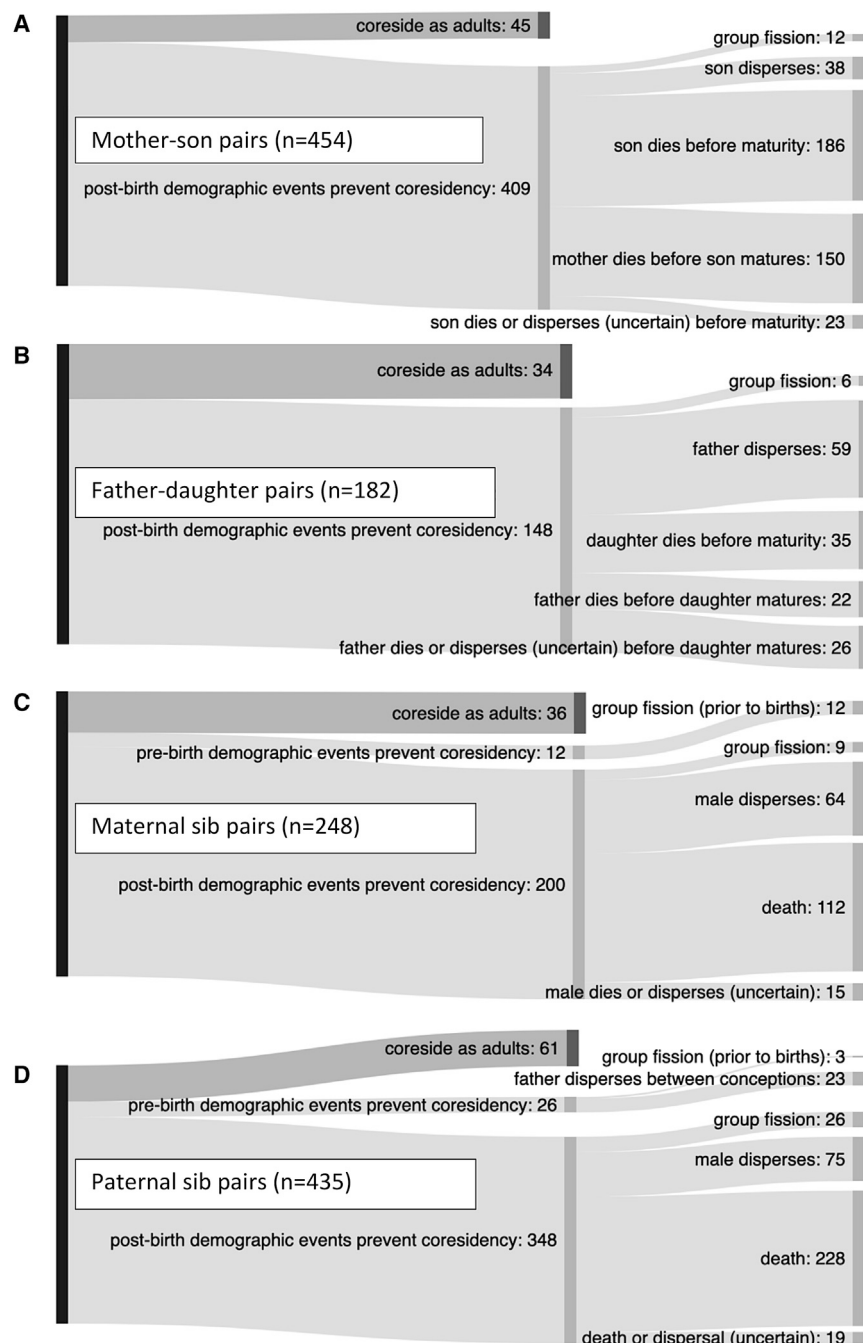 A
coreside as adults: 45
group fission: 12
son disperses: 38
Mother-son pairs (n=454)
son dies before maturity: 186
post-birth demographic events prevent coresidency: 409
mother dies before son matures: 150
son dies or disperses (uncertain) before maturity: 23
B
coreside as adults: 34
group fission: 6
father disperses: 59
Father-daughter pairs (n=182)
post-birth demographic events prevent coresidency: 148
daughter dies before maturity: 35
father dies before daughter matures: 22
father dies or disperses (uncertain) before daughter matures: 26
C
coreside as adults: 36
group fission (prior to births): 12
pre-birth demographic events prevent coresidency: 12
group fission: 9
male disperses: 64
Maternal sib pairs (n=248)
post-birth demographic events prevent coresidency: 200
death: 112
male dies or disperses (uncertain): 15
D
coreside as adults: 61
group fission (prior to births): 3
father disperses between conceptions: 23
pre-birth demographic events prevent coresidency: 26
group fission: 26
male disperses: 75
Paternal sib pairs (n=435)
post-birth demographic events prevent coresidency: 348
death: 228
death or dispersal (uncertain): 19